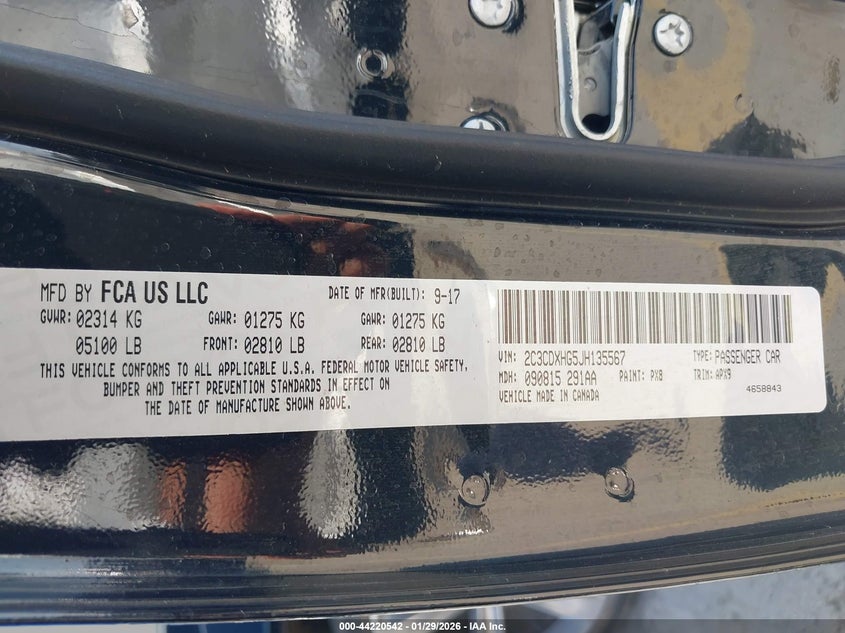 MFD BY FCA US LLC DATE OF MFR(BUILT): 9-17
GVWR: 02314 KG GAWR: 01275 KG GAWR: 01275 KG
05100 LB FRONT: 02810 LB REAR: 02810 LB
THIS VEHICLE CONFORMS TO ALL APPLICABLE U.S.A. FEDERAL MOTOR VEHICLE SAFETY,
BUMPER AND THEFT PREVENTION STANDARDS IN EFFECT ON
THE DATE OF MANUFACTURE SHOWN ABOVE.
VIN: 2C3CDXHG5JH135567 TYPE: PASSENGER CAR
MDH: 090815 291AA PAINT: PX8 TRIM: APX9
VEHICLE MADE IN CANADA 4658843
000-44220542 - 01/29/2026 - IAA Inc.